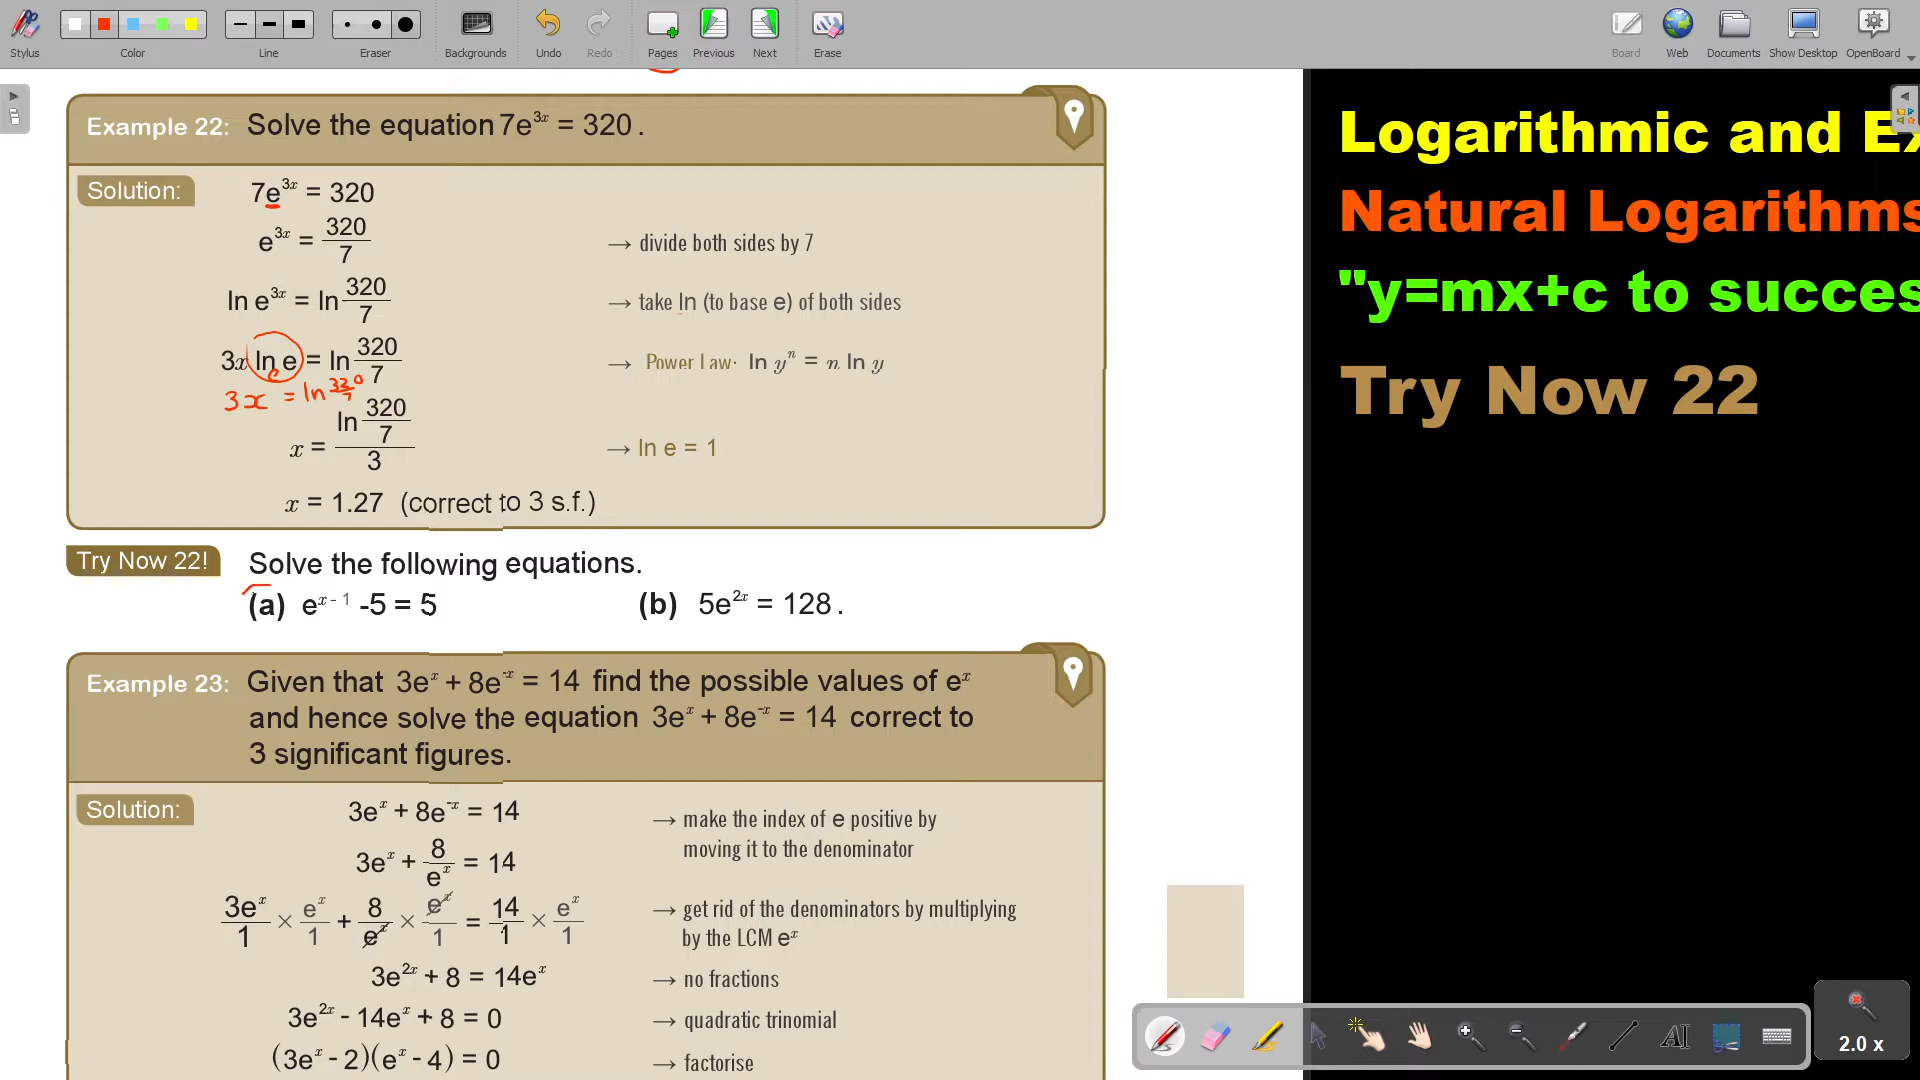 Stylus Color Line Eraser Backgrounds Undo Redo Pages Previous Next Erase Board Web Documents Show Desktop OpenBoard
Example 22: Solve the equation 7e^{3x} = 320.
Solution: 7e^{3x} = 320
e^{3x} = 320/7 → divide both sides by 7
ln e^{3x} = ln 320/7 → take ln (to base e) of both sides
3x ln e = ln 320/7 → Power Law: ln y^n = n ln y
e
3x = ln 320/7
x = (ln 320/7)/3 → ln e = 1
x = 1.27 (correct to 3 s.f.)
Try Now 22! Solve the following equations.
(a) e^{x - 1} -5 = 5 (b) 5e^{2x} = 128.
Example 23: Given that 3e^x + 8e^{-x} = 14 find the possible values of e^x
and hence solve the equation 3e^x + 8e^{-x} = 14 correct to
3 significant figures.
Solution: 3e^x + 8e^{-x} = 14 → make the index of e positive by
moving it to the denominator
3e^x + 8/e^x = 14
3e^x/1 × e^x/1 + 8/e^x × e^x/1 = 14/1 × e^x/1 → get rid of the denominators by multiplying
by the LCM e^x
3e^{2x} + 8 = 14e^x → no fractions
3e^{2x} - 14e^x + 8 = 0 → quadratic trinomial
(3e^x - 2)(e^x - 4) = 0 → factorise
Logarithmic and Ex
Natural Logarithms
"y=mx+c to succes
Try Now 22
2.0 x